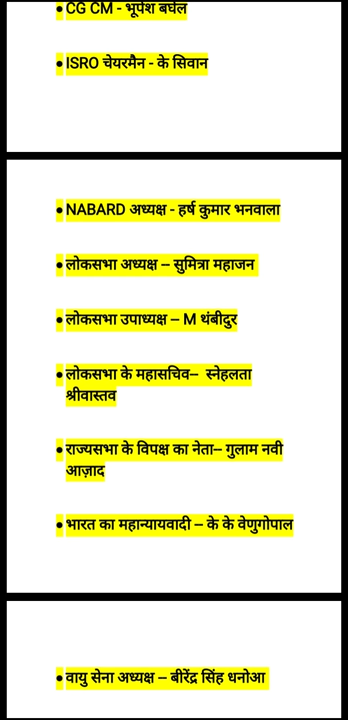 • CG CM - भूपेश बघेल
• ISRO चेयरमैन - के सिवान
• NABARD अध्यक्ष - हर्ष कुमार भनवाला
• लोकसभा अध्यक्ष – सुमित्रा महाजन
• लोकसभा उपाध्यक्ष – M थंबीदुर
• लोकसभा के महासचिव– स्नेहलता
श्रीवास्तव
• राज्यसभा के विपक्ष का नेता– गुलाम नवी
आज़ाद
• भारत का महान्यायवादी – के के वेणुगोपाल
• वायु सेना अध्यक्ष – बीरेंद्र सिंह धनोआ